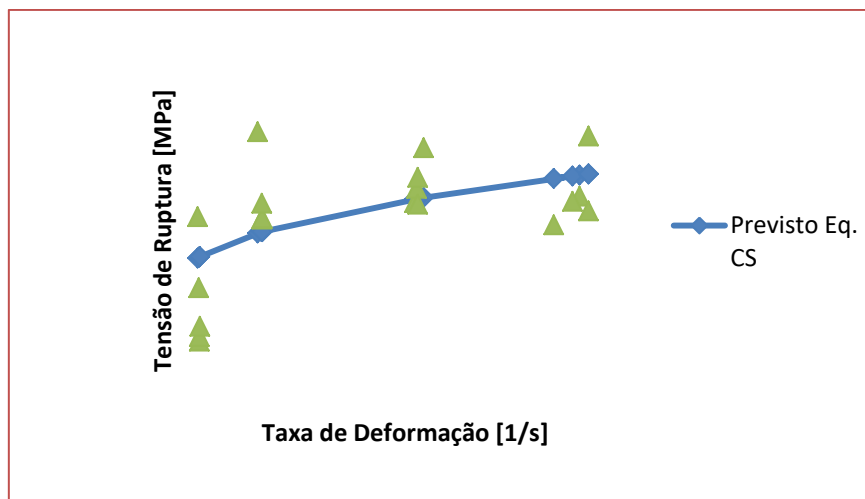 Tensão de Ruptura [MPa]
Previsto Eq.
CS
Taxa de Deformação [1/s]